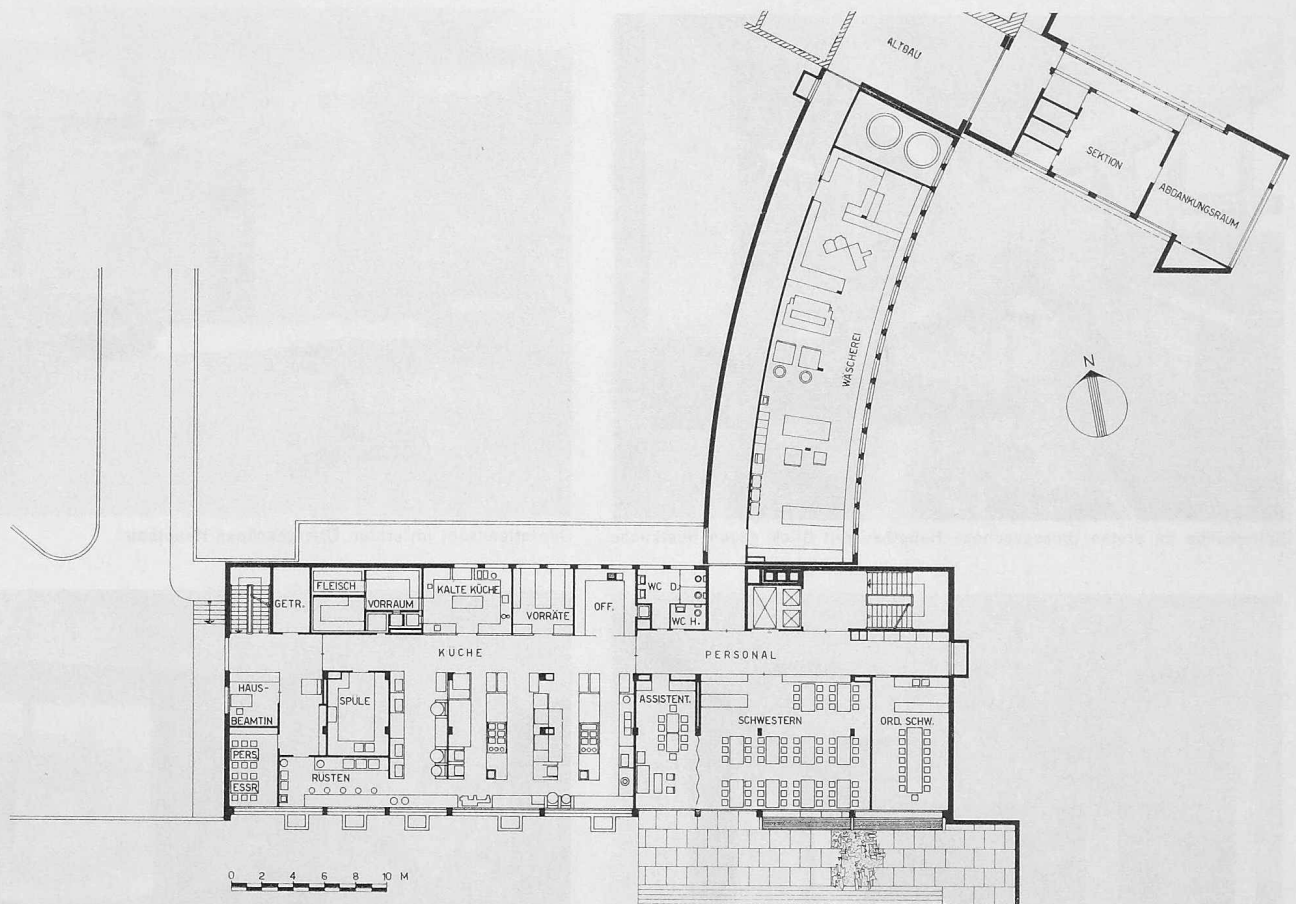 ALTBAU
SEKTION
ABDANKUNGSRAUM
WÄSCHEREI
N
FLEISCH
GETR.
VORRAUM
KALTE KÜCHE
VORRÄTE
OFF.
WC D.
WC H.
KÜCHE
PERSONAL
HAUS-
BEAMTIN
SPÜLE
ASSISTENT.
SCHWESTERN
ORD. SCHW.
PERS.
ESSR.
RÜSTEN
0 2 4 6 8 10 M